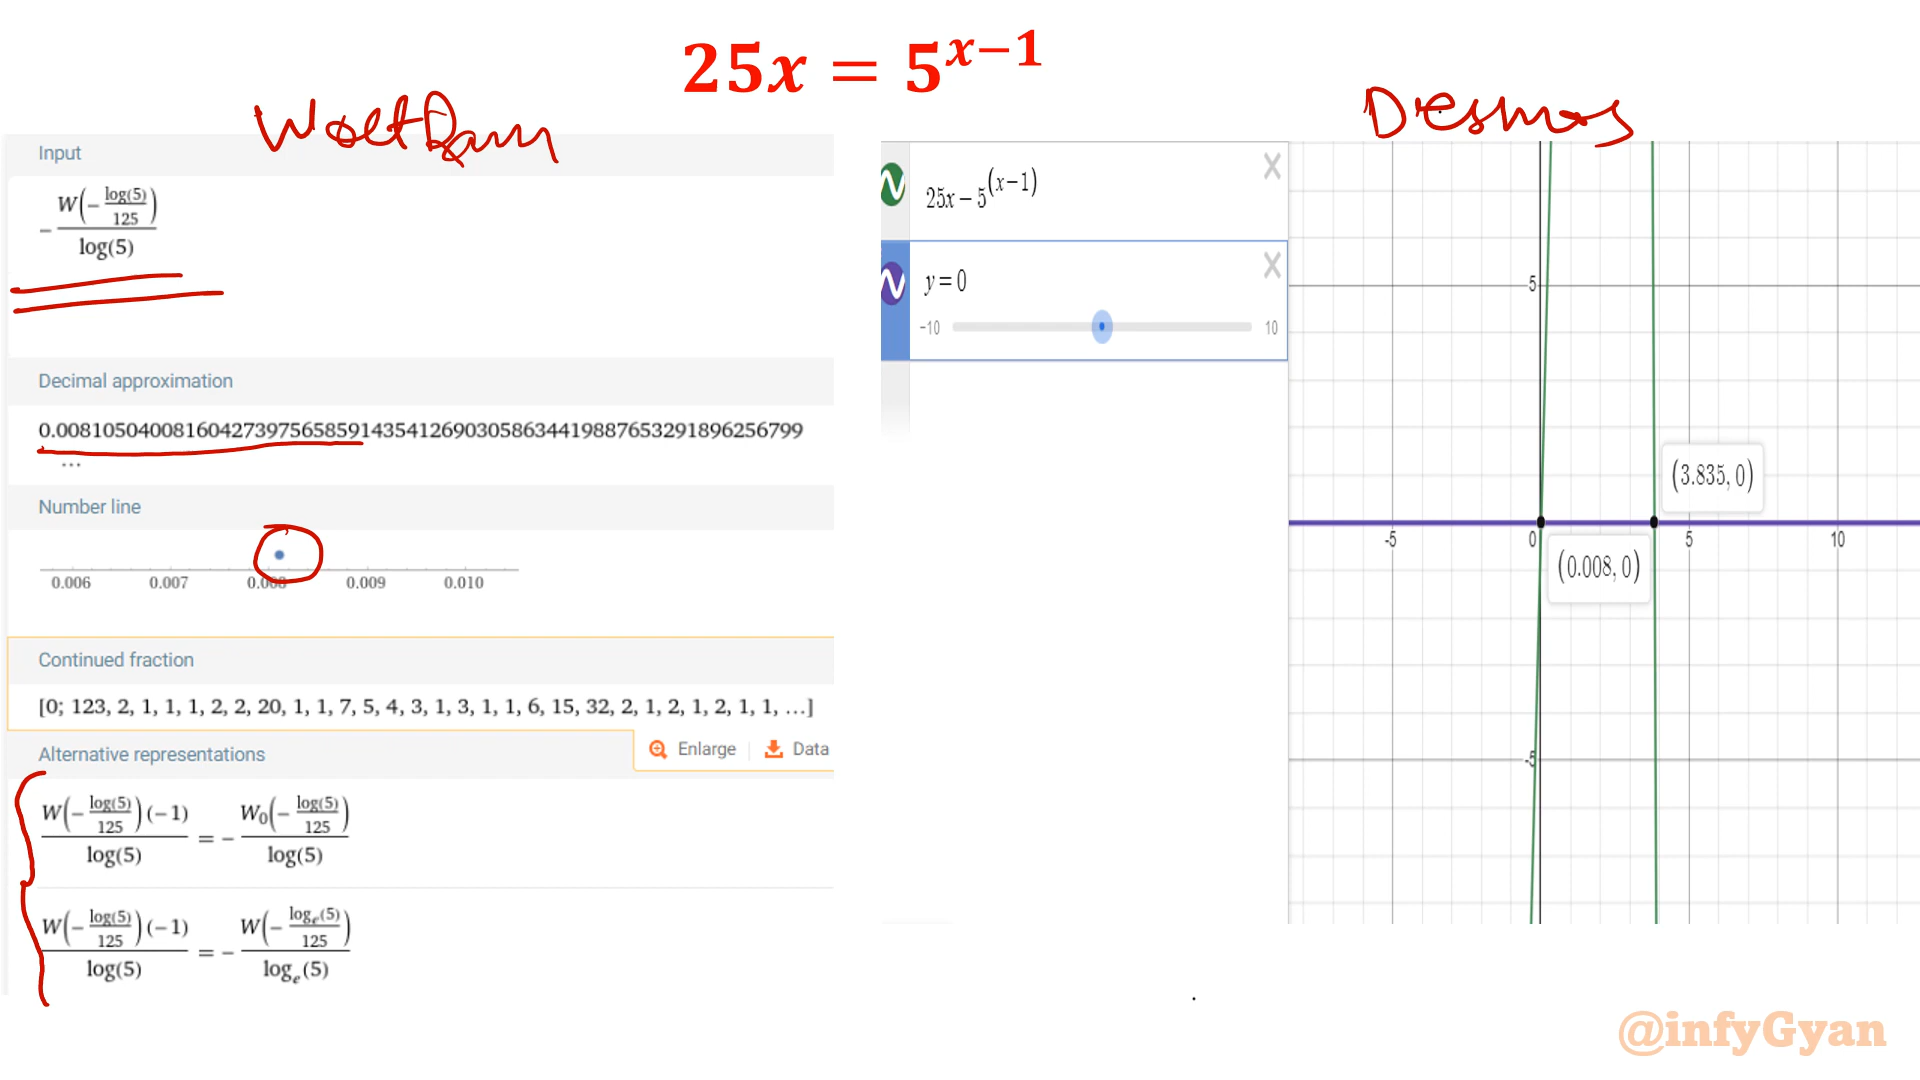 25x = 5^{x−1}
Woeftram
Desmos
Input
W(−log(5)/125)
− ────────
log(5)
Decimal approximation
0.00810504008160427397565859143541269030586344198876532918962567​99
...
Number line
0.006 0.007 0.008 0.009 0.010
Continued fraction
[0; 123, 2, 1, 1, 1, 2, 2, 20, 1, 1, 7, 5, 4, 3, 1, 3, 1, 1, 6, 15, 32, 2, 1, 2, 1, 2, 1, 1, …]
Enlarge Data
Alternative representations
W(−log(5)/125)(−1)/log(5) = −W₀(−log(5)/125)/log(5)
W(−log(5)/125)(−1)/log(5) = −W(−logₑ(5)/125)/logₑ(5)
25x − 5^(x−1)
y = 0
−10 10
5
(3.835, 0)
-5 0 5 10
(0.008, 0)
-5
@infyGyan